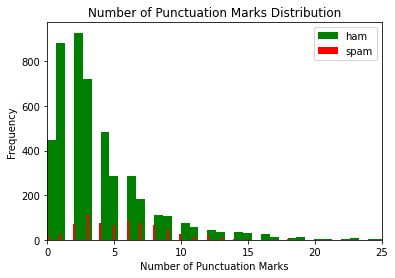 Number of Punctuation Marks Distribution
ham
spam
Frequency
800
600
400
200
0
0 5 10 15 20 25
Number of Punctuation Marks